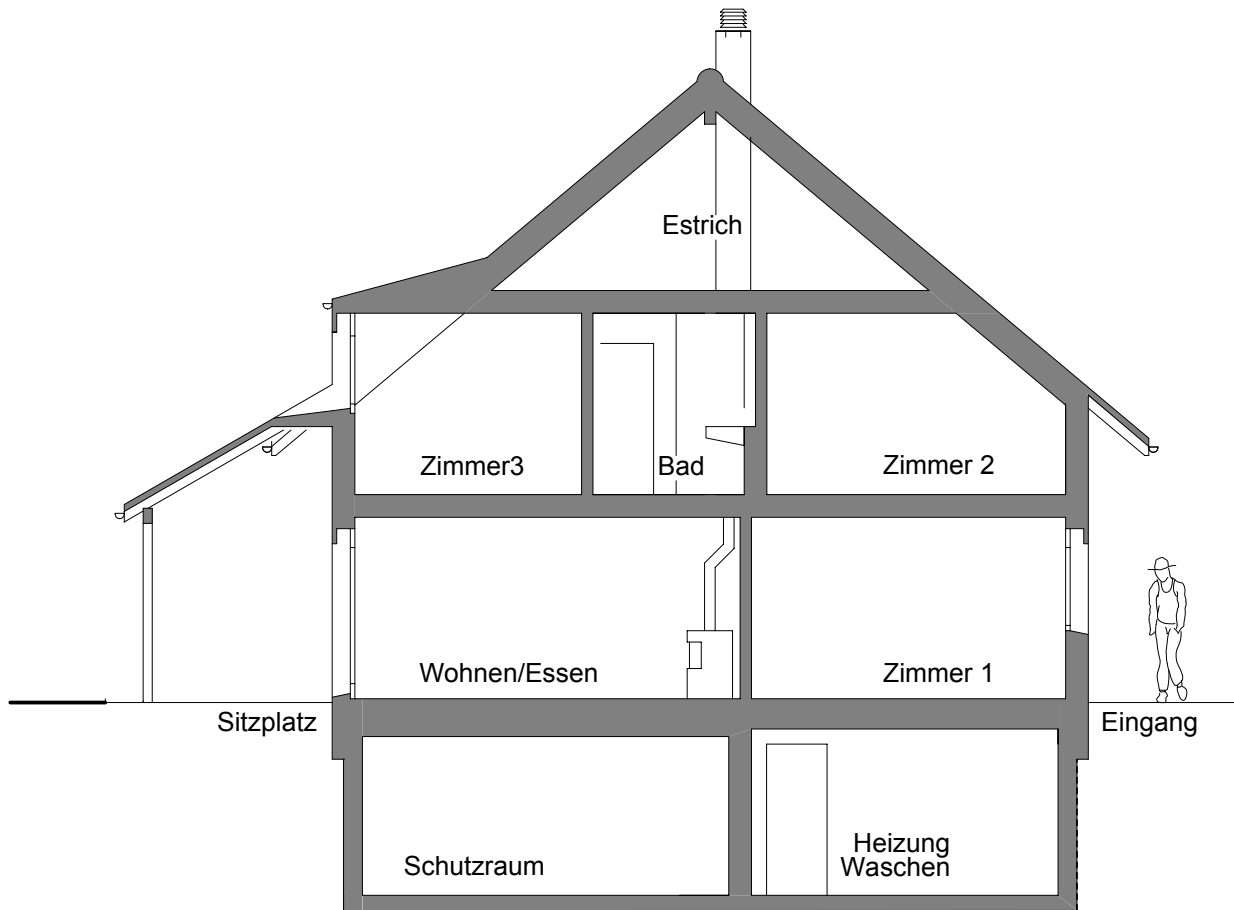 Estrich
Zimmer3
Bad
Zimmer 2
Wohnen/Essen
Zimmer 1
Sitzplatz
Eingang
Schutzraum
Heizung
Waschen